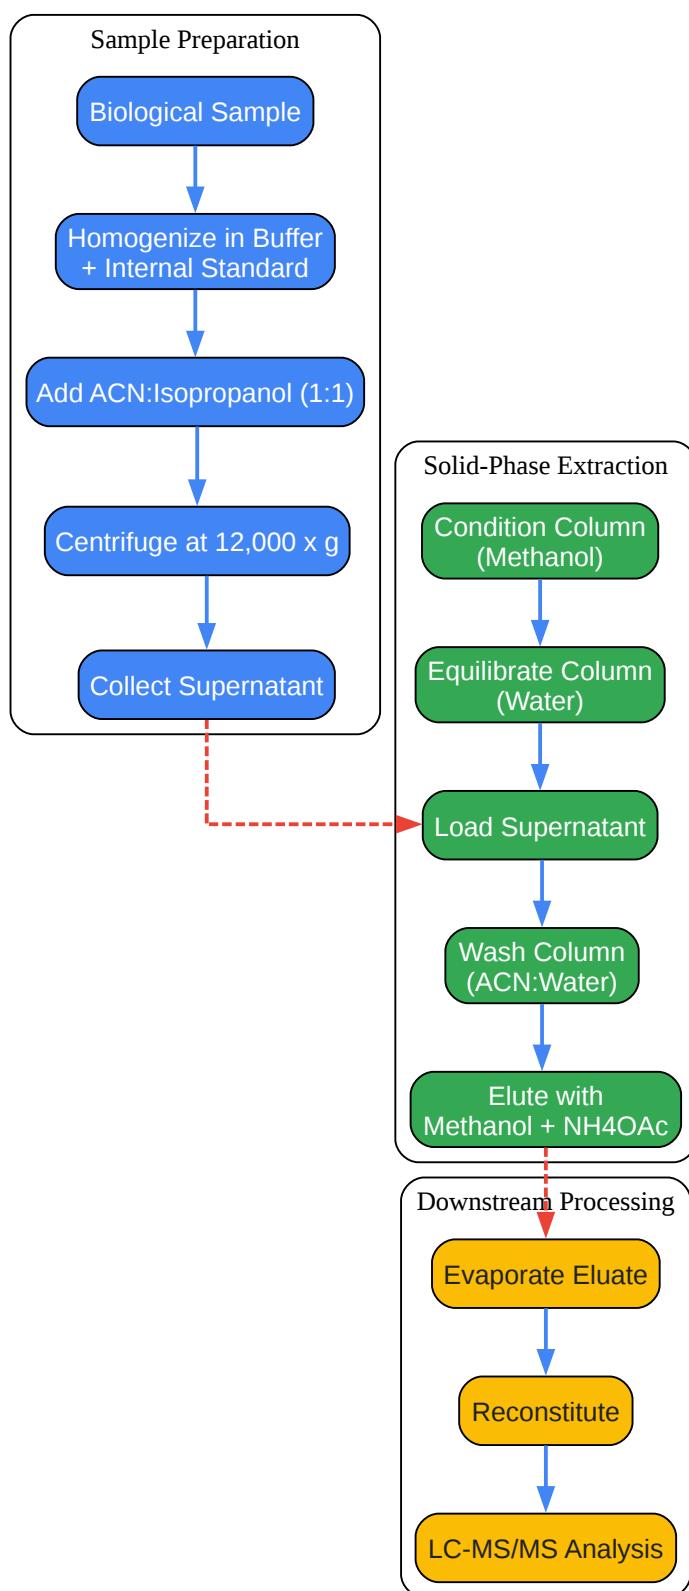 Sample Preparation
Biological Sample
Homogenize in Buffer
+ Internal Standard
Add ACN:Isopropanol (1:1)
Centrifuge at 12,000 x g
Collect Supernatant
Solid-Phase Extraction
Condition Column
(Methanol)
Equilibrate Column
(Water)
Load Supernatant
Wash Column
(ACN:Water)
Elute with
Methanol + NH4OAc
Downstream Processing
Evaporate Eluate
Reconstitute
LC-MS/MS Analysis